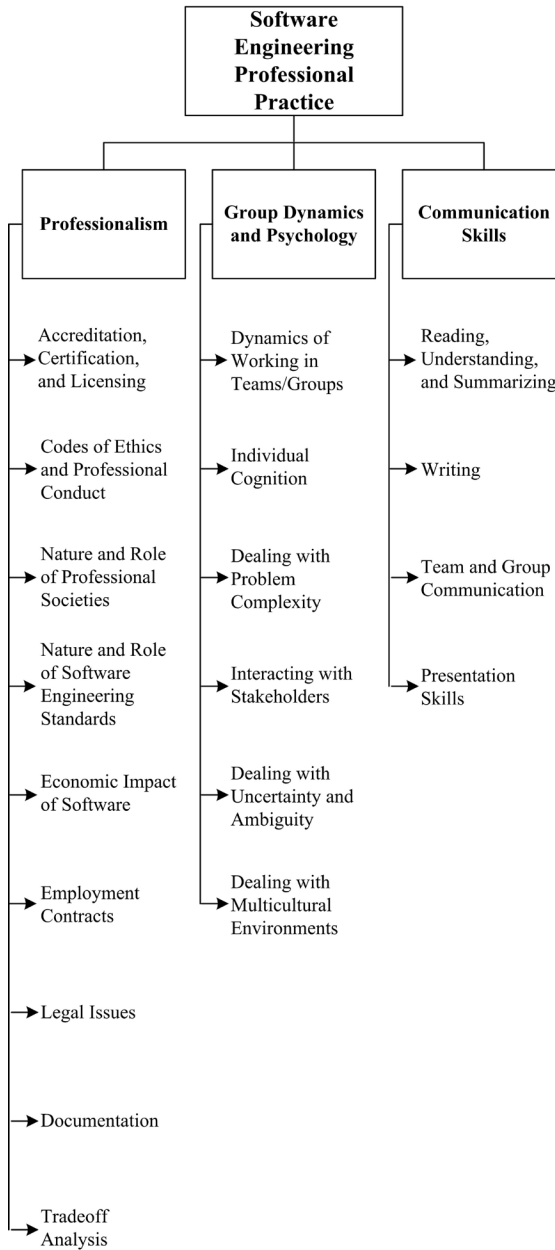 Software
Engineering
Professional
Practice
Professionalism
Accreditation,
Certification,
and Licensing
Codes of Ethics
and Professional
Conduct
Nature and Role
of Professional
Societies
Nature and Role
of Software
Engineering
Standards
Economic Impact
of Software
Employment
Contracts
Legal Issues
Documentation
Tradeoff
Analysis
Group Dynamics
and Psychology
Dynamics of
Working in
Teams/Groups
Individual
Cognition
Dealing with
Problem
Complexity
Interacting with
Stakeholders
Dealing with
Uncertainty and
Ambiguity
Dealing with
Multicultural
Environments
Communication
Skills
Reading,
Understanding,
and Summarizing
Writing
Team and Group
Communication
Presentation
Skills